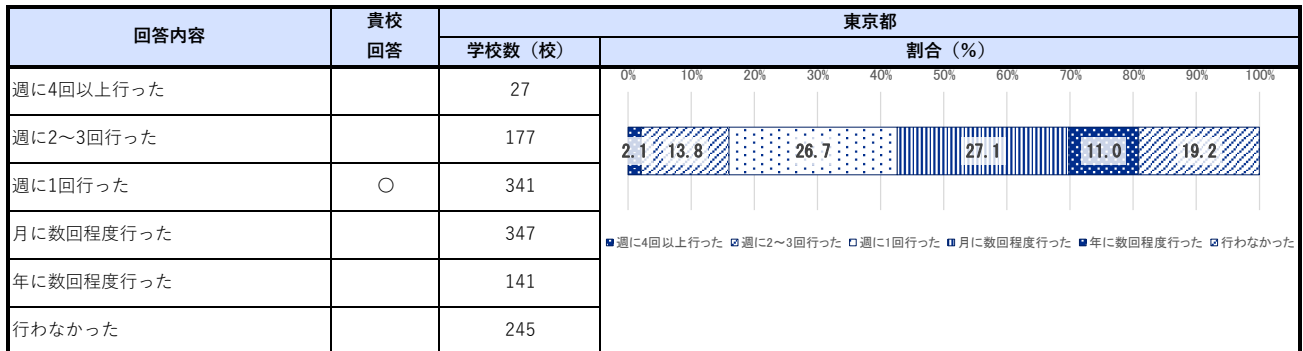 回答内容 貴校回答 東京都
学校数（校） 割合（%）
0% 10% 20% 30% 40% 50% 60% 70% 80% 90% 100%
週に4回以上行った 27
週に2～3回行った 177
2.1 13.8 26.7 27.1 11.0 19.2
週に1回行った ○ 341
月に数回程度行った 347
週に4回以上行った 週に2～3回行った 週に1回行った 月に数回程度行った 年に数回程度行った 行わなかった
年に数回程度行った 141
行わなかった 245